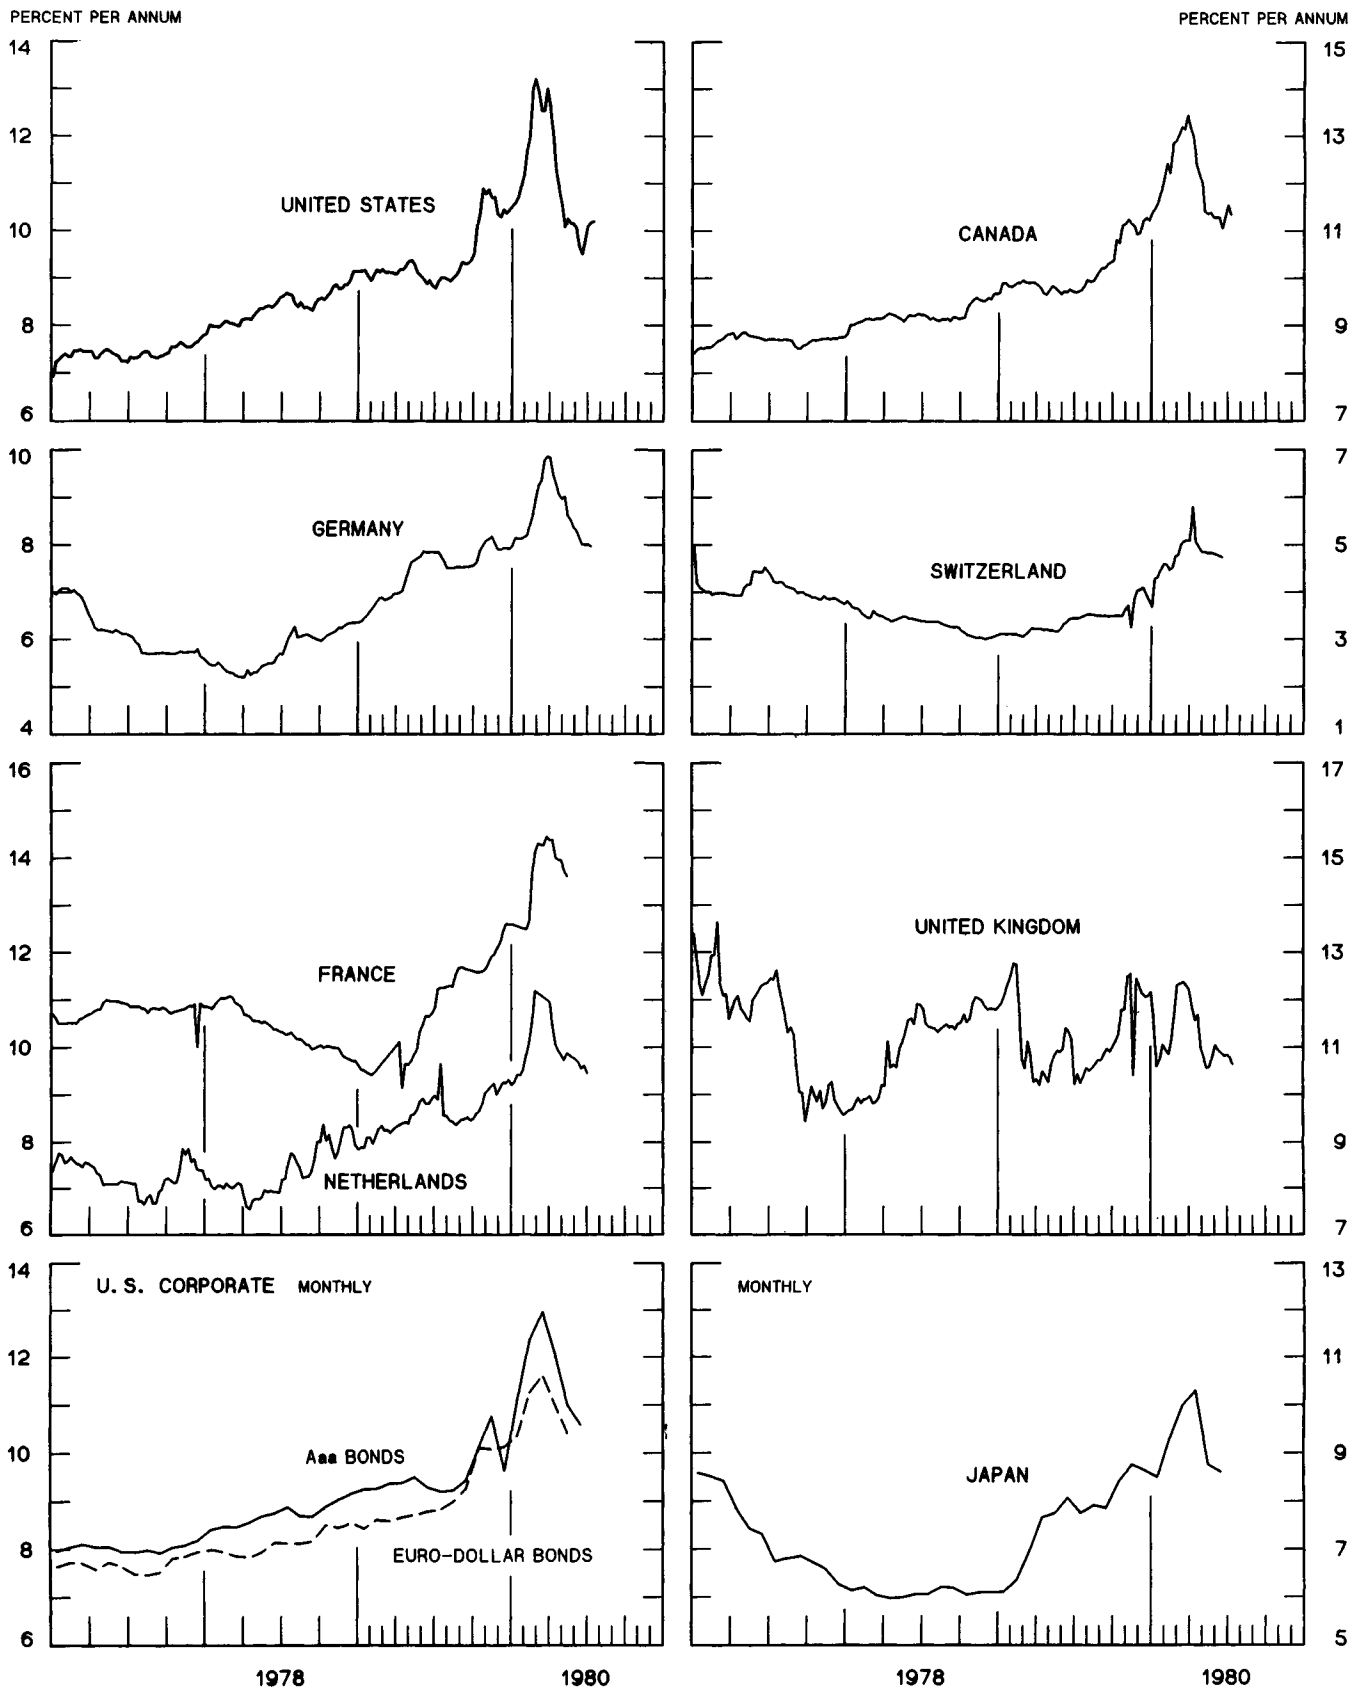 PERCENT PER ANNUM PERCENT PER ANNUM
14 15
12 13
UNITED STATES
10 11
CANADA
8 9
6 7
10 7
GERMANY
8 5
SWITZERLAND
6 3
4 1
16 17
14 15
UNITED KINGDOM
12 13
FRANCE
10 11
8 9
NETHERLANDS
6 7
14 13
U.S. CORPORATE MONTHLY MONTHLY
12 11
10 9
Aaa BONDS
JAPAN
8 7
EURO-DOLLAR BONDS
6 5
1978 1980 1978 1980